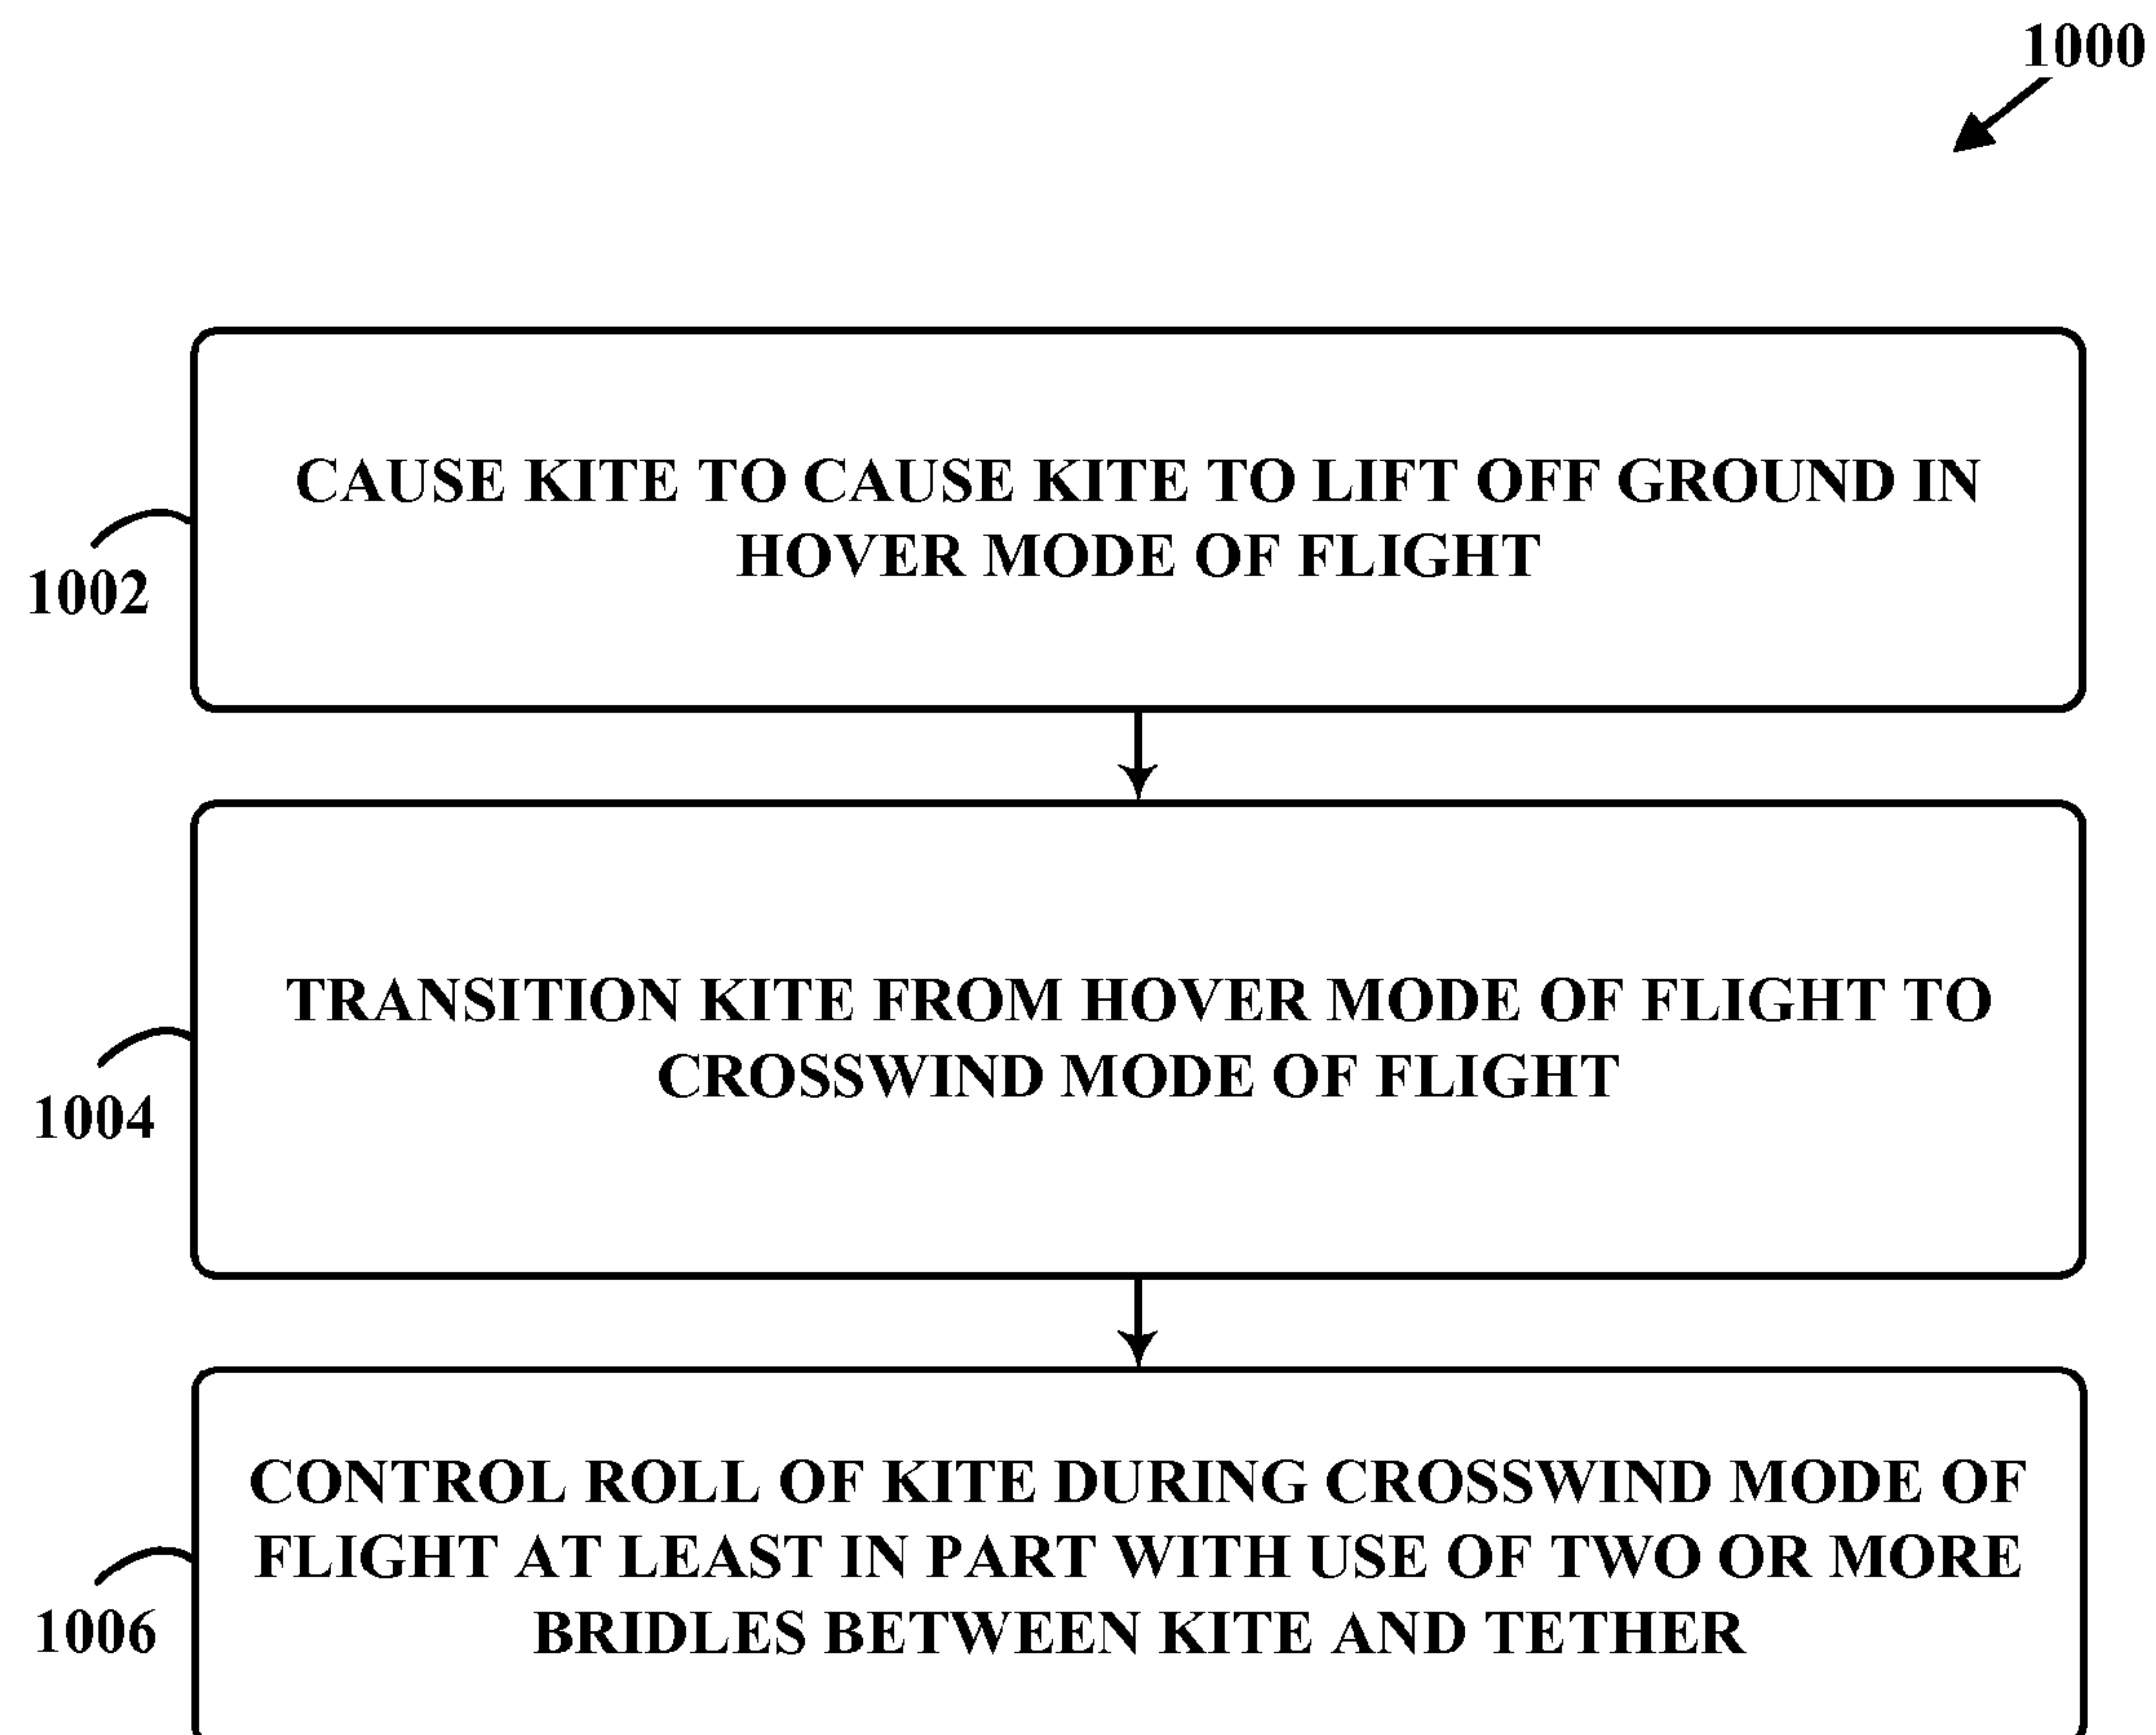 1000
CAUSE KITE TO CAUSE KITE TO LIFT OFF GROUND IN
HOVER MODE OF FLIGHT
1002
TRANSITION KITE FROM HOVER MODE OF FLIGHT TO
CROSSWIND MODE OF FLIGHT
1004
CONTROL ROLL OF KITE DURING CROSSWIND MODE OF
FLIGHT AT LEAST IN PART WITH USE OF TWO OR MORE
BRIDLES BETWEEN KITE AND TETHER
1006